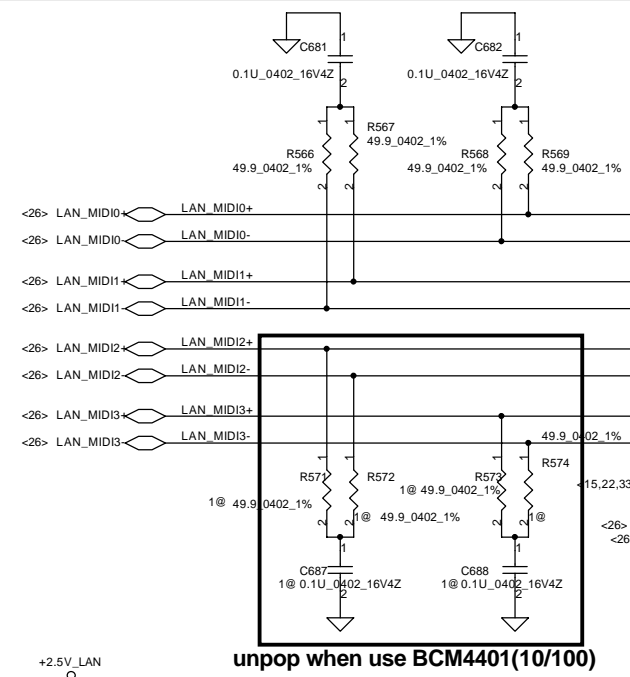 1
1
C681
C682
0.1U_0402_16V4Z
0.1U_0402_16V4Z
2
2
1
1
1
1
R567
49.9_0402_1%
R566
R568
R569
49.9_0402_1%
49.9_0402_1%
49.9_0402_1%
2
2
2
2
<26> LAN_MIDI0+
LAN_MIDI0+
<26> LAN_MIDI0-
LAN_MIDI0-
<26> LAN_MIDI1+
LAN_MIDI1+
<26> LAN_MIDI1-
LAN_MIDI1-
<26> LAN_MIDI2+
LAN_MIDI2+
<26> LAN_MIDI2-
LAN_MIDI2-
<26> LAN_MIDI3+
LAN_MIDI3+
<26> LAN_MIDI3-
LAN_MIDI3-
49.9_0402_1%
1
1
1
1
R571
R572
R573
R574
1@ 49.9_0402_1%
1@ 49.9_0402_1%
1@ 49.9_0402_1%
1@
2
2
2
2
<15,22,33
<26>
<26
1
1
C687
C688
1@ 0.1U_0402_16V4Z
1@ 0.1U_0402_16V4Z
2
2
unpop when use BCM4401(10/100)
+2.5V_LAN